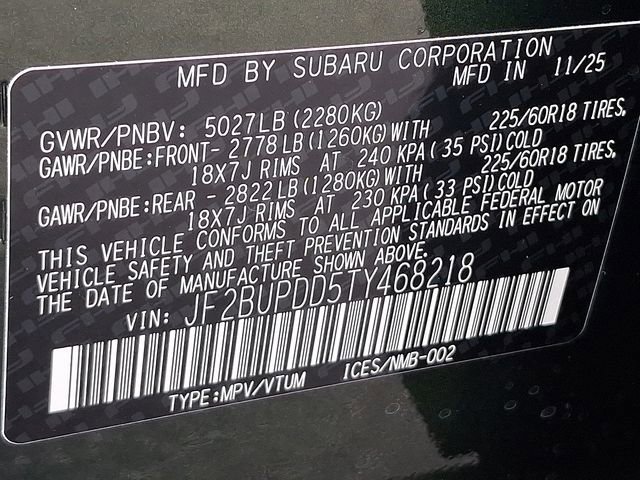 MFD BY SUBARU CORPORATION
MFD IN 11/25
GVWR/PNBV: 5027LB (2280KG)
GAWR/PNBE:FRONT- 2778 LB (1260KG) WITH 225/60R18 TIRES,
18X7J RIMS AT 240 KPA ( 35 PSI) COLD
GAWR/PNBE:REAR - 2822 LB (1280KG) WITH 225/60R18 TIRES,
18X7J RIMS AT 230 KPA ( 33 PSI) COLD
THIS VEHICLE CONFORMS TO ALL APPLICABLE FEDERAL MOTOR
VEHICLE SAFETY AND THEFT PREVENTION STANDARDS IN EFFECT ON
THE DATE OF MANUFACTURE SHOWN ABOVE.
VIN: JF2BUPDD5TY468218
TYPE:MPV/VTUM ICES/NMB-002